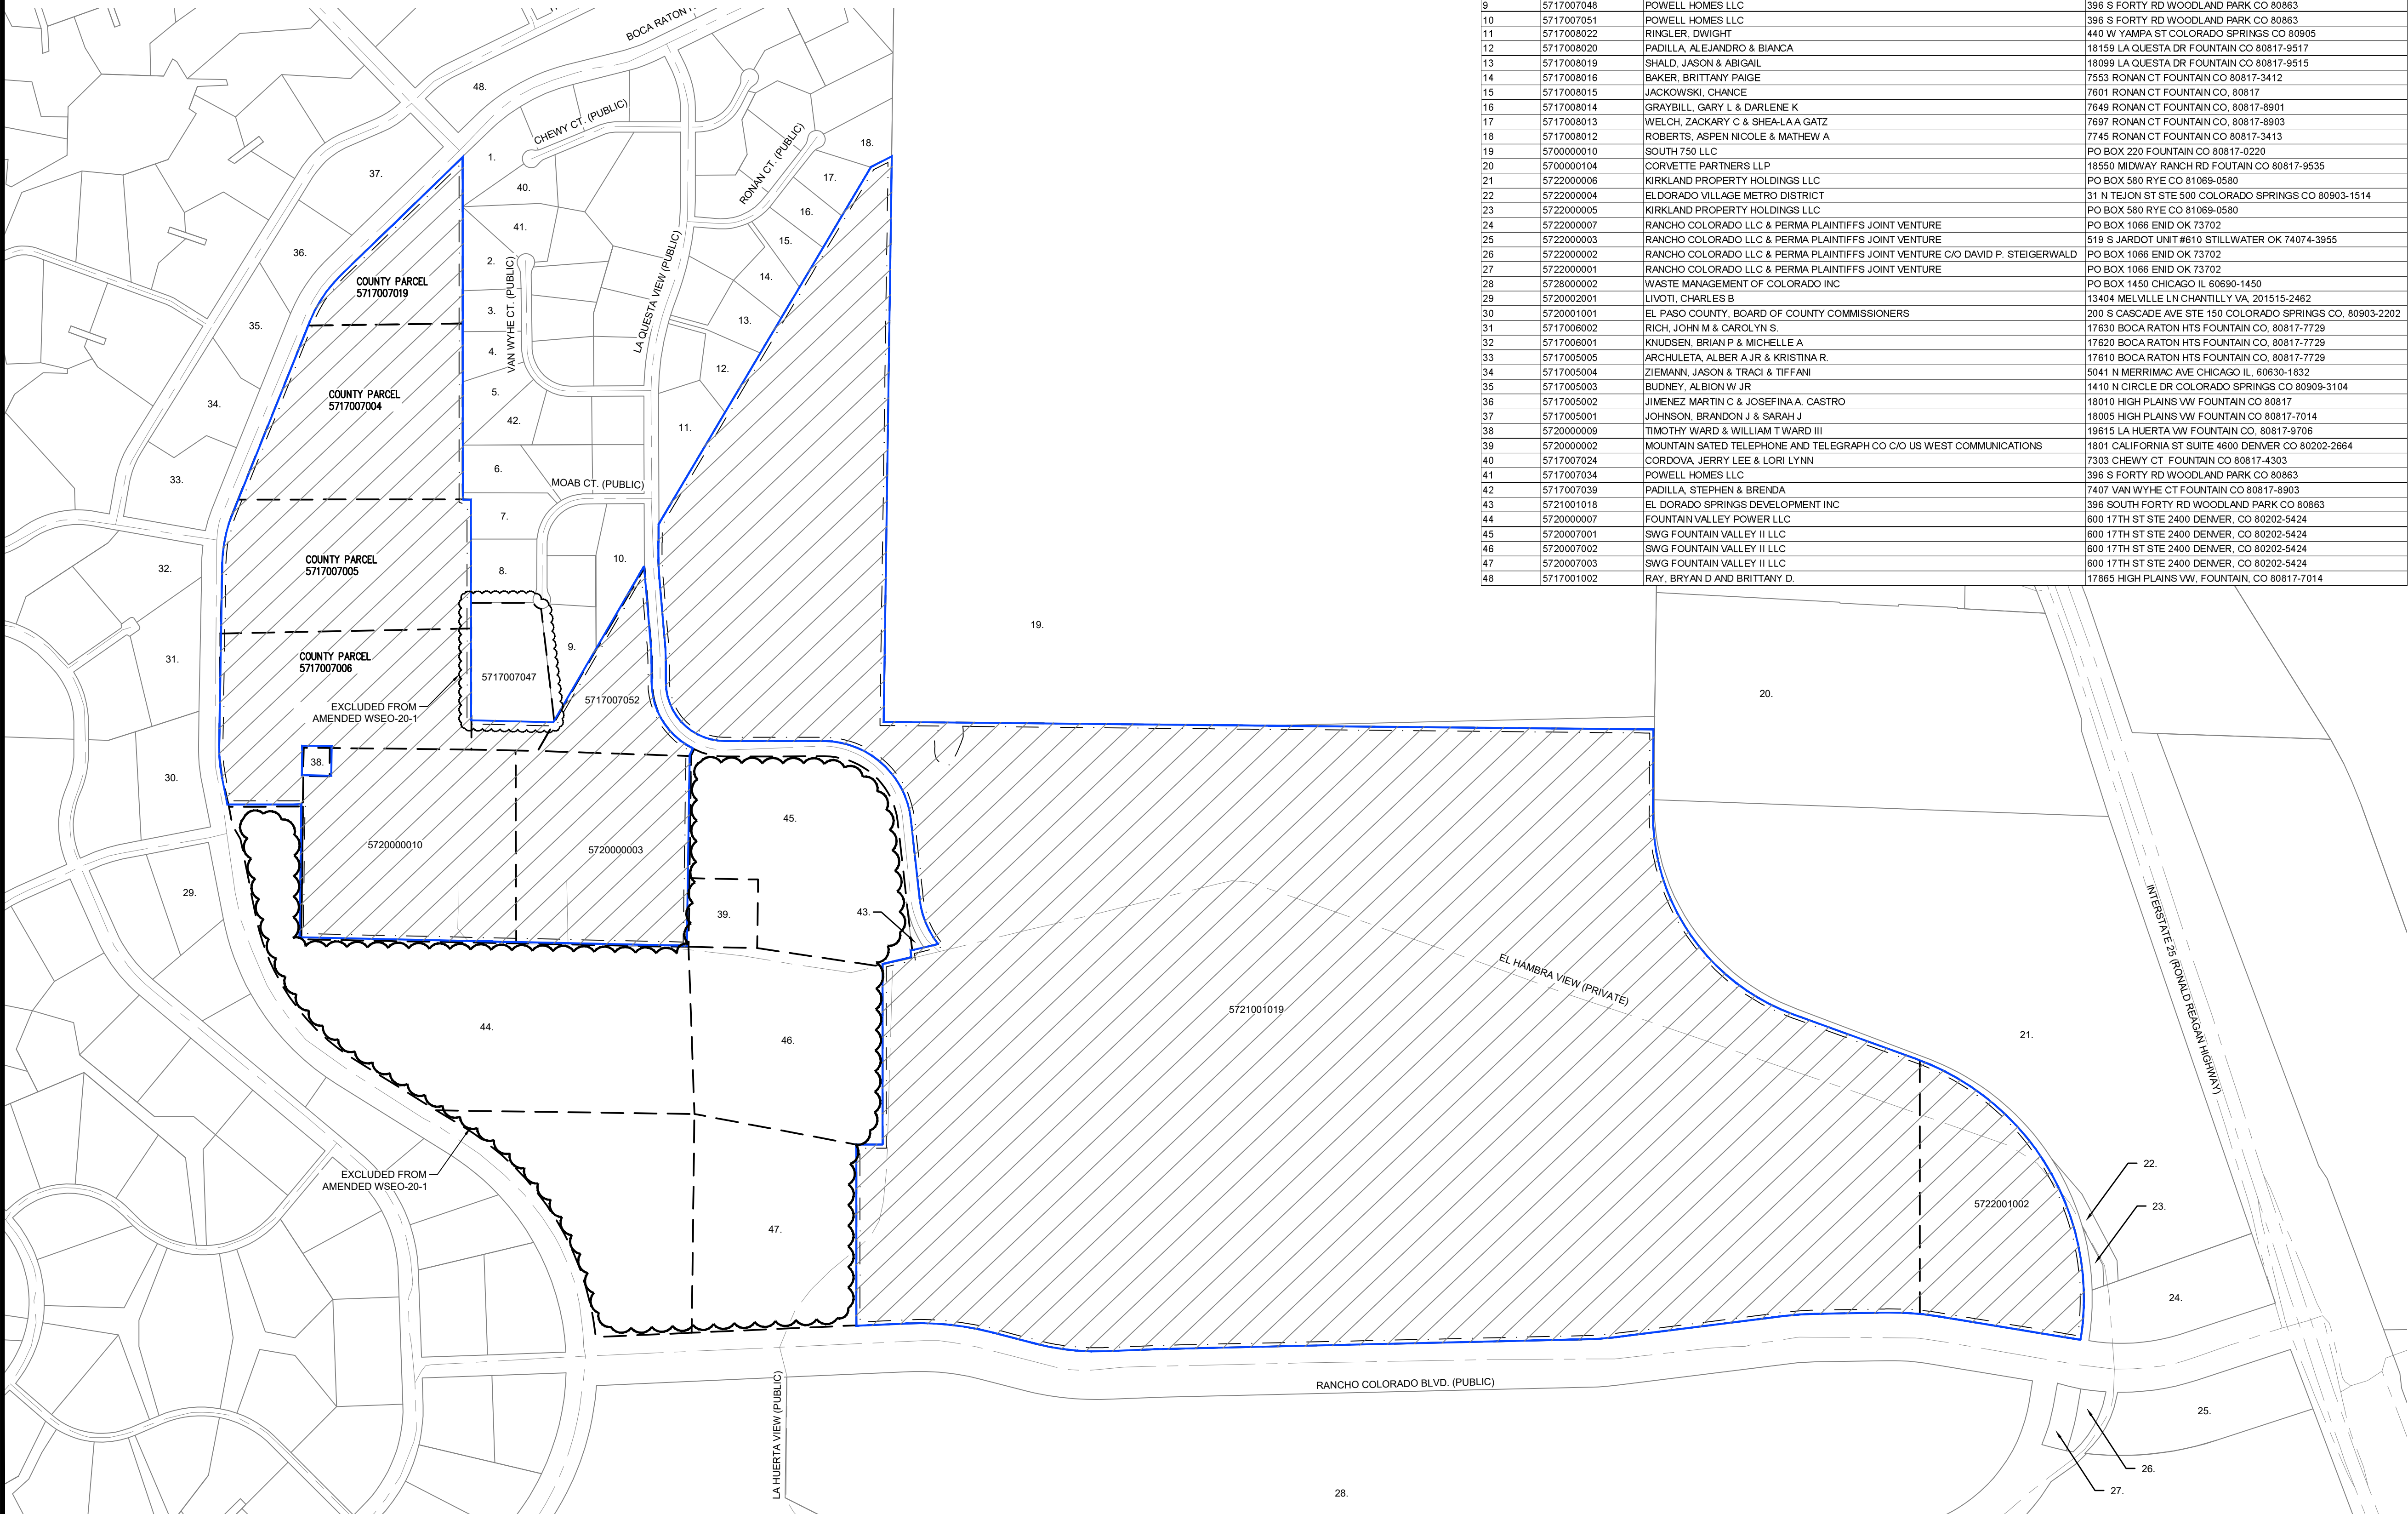 9 5717007048 POWELL HOMES LLC 396 S FORTY RD WOODLAND PARK CO 80863
10 5717007051 POWELL HOMES LLC 396 S FORTY RD WOODLAND PARK CO 80863
11 5717008022 RINGLER, DWIGHT 440 W YAMPA ST COLORADO SPRINGS CO 80905
12 5717008020 PADILLA, ALEJANDRO & BIANCA 18159 LA QUESTA DR FOUNTAIN CO 80817-9517
13 5717008019 SHALD, JASON & ABIGAIL 18099 LA QUESTA DR FOUNTAIN CO 80817-9515
14 5717008016 BAKER, BRITTANY PAIGE 7553 RONAN CT FOUNTAIN CO 80817-3412
15 5717008015 JACKOWSKI, CHANCE 7601 RONAN CT FOUNTAIN CO, 80817
16 5717008014 GRAYBILL, GARY L & DARLENE K 7649 RONAN CT FOUNTAIN CO, 80817-8901
17 5717008013 WELCH, ZACKARY C & SHEA-LA A GATZ 7697 RONAN CT FOUNTAIN CO, 80817-8903
18 5717008012 ROBERTS, ASPEN NICOLE & MATHEW A 7745 RONAN CT FOUNTAIN CO 80817-3413
19 5700000010 SOUTH 750 LLC PO BOX 220 FOUNTAIN CO 80817-0220
20 5700000104 CORVETTE PARTNERS LLP 18550 MIDWAY RANCH RD FOUTAIN CO 80817-9535
21 5722000006 KIRKLAND PROPERTY HOLDINGS LLC PO BOX 580 RYE CO 81069-0580
22 5722000004 ELDORADO VILLAGE METRO DISTRICT 31 N TEJON ST STE 500 COLORADO SPRINGS CO 80903-1514
23 5722000005 KIRKLAND PROPERTY HOLDINGS LLC PO BOX 580 RYE CO 81069-0580
24 5722000007 RANCHO COLORADO LLC & PERMA PLAINTIFFS JOINT VENTURE PO BOX 1066 ENID OK 73702
25 5722000003 RANCHO COLORADO LLC & PERMA PLAINTIFFS JOINT VENTURE 519 S JARDOT UNIT #610 STILLWATER OK 74074-3955
26 5722000002 RANCHO COLORADO LLC & PERMA PLAINTIFFS JOINT VENTURE C/O DAVID P. STEIGERWALD PO BOX 1066 ENID OK 73702
27 5722000001 RANCHO COLORADO LLC & PERMA PLAINTIFFS JOINT VENTURE PO BOX 1066 ENID OK 73702
28 5728000002 WASTE MANAGEMENT OF COLORADO INC PO BOX 1450 CHICAGO IL 60690-1450
29 5720002001 LIVOTI, CHARLES B 13404 MELVILLE LN CHANTILLY VA, 201515-2462
30 5720001001 EL PASO COUNTY, BOARD OF COUNTY COMMISSIONERS 200 S CASCADE AVE STE 150 COLORADO SPRINGS CO, 80903-2202
31 5717006002 RICH, JOHN M & CAROLYN S. 17630 BOCA RATON HTS FOUNTAIN CO, 80817-7729
32 5717006001 KNUDSEN, BRIAN P & MICHELLE A 17620 BOCA RATON HTS FOUNTAIN CO, 80817-7729
33 5717005005 ARCHULETA, ALBER A JR & KRISTINA R. 17610 BOCA RATON HTS FOUNTAIN CO, 80817-7729
34 5717005004 ZIEMANN, JASON & TRACI & TIFFANI 5041 N MERRIMAC AVE CHICAGO IL, 60630-1832
35 5717005003 BUDNEY, ALBION W JR 1410 N CIRCLE DR COLORADO SPRINGS CO 80909-3104
36 5717005002 JIMENEZ MARTIN C & JOSEFINA A. CASTRO 18010 HIGH PLAINS VW FOUNTAIN CO 80817
37 5717005001 JOHNSON, BRANDON J & SARAH J 18005 HIGH PLAINS VW FOUNTAIN CO 80817-7014
38 5720000009 TIMOTHY WARD & WILLIAM T WARD III 19615 LA HUERTA VW FOUNTAIN CO, 80817-9706
39 5720000002 MOUNTAIN SATED TELEPHONE AND TELEGRAPH CO C/O US WEST COMMUNICATIONS 1801 CALIFORNIA ST SUITE 4600 DENVER CO 80202-2664
40 5717007024 CORDOVA, JERRY LEE & LORI LYNN 7303 CHEWY CT FOUNTAIN CO 80817-4303
41 5717007034 POWELL HOMES LLC 396 S FORTY RD WOODLAND PARK CO 80863
42 5717007039 PADILLA, STEPHEN & BRENDA 7407 VAN WYHE CT FOUNTAIN CO 80817-8903
43 5721001018 EL DORADO SPRINGS DEVELOPMENT INC 396 SOUTH FORTY RD WOODLAND PARK CO 80863
44 5720000007 FOUNTAIN VALLEY POWER LLC 600 17TH ST STE 2400 DENVER, CO 80202-5424
45 5720007001 SWG FOUNTAIN VALLEY II LLC 600 17TH ST STE 2400 DENVER, CO 80202-5424
46 5720007002 SWG FOUNTAIN VALLEY II LLC 600 17TH ST STE 2400 DENVER, CO 80202-5424
47 5720007003 SWG FOUNTAIN VALLEY II LLC 600 17TH ST STE 2400 DENVER, CO 80202-5424
48 5717001002 RAY, BRYAN D AND BRITTANY D. 17865 HIGH PLAINS VW, FOUNTAIN, CO 80817-7014
BOCA RATON
48.
CHEWY CT. (PUBLIC)
RONAN CT. (PUBLIC)
18.
1.
37.
17.
40.
16.
41.
15.
36.
2.
VAN WYHE CT. (PUBLIC)
LA QUESTA VIEW (PUBLIC)
14.
COUNTY PARCEL
5717007019
3.
13.
35.
4.
12.
5.
COUNTY PARCEL
5717007004
34.
42.
11.
6.
33.
MOAB CT. (PUBLIC)
7.
10.
COUNTY PARCEL
5717007005
32.
8.
19.
9.
31.
COUNTY PARCEL
5717007006
5717007047
5717007052
20.
EXCLUDED FROM
AMENDED WSEO-20-1
38.
30.
45.
5720000010
5720000003
29.
39.
43.
INTERSTATE 25 (RONALD REAGAN HIGHWAY)
EL HAMBRA VIEW (PRIVATE)
5721001019
44.
46.
21.
EXCLUDED FROM
AMENDED WSEO-20-1
22.
5722001002
23.
47.
24.
RANCHO COLORADO BLVD. (PUBLIC)
LA HUERTA VIEW (PUBLIC)
25.
26.
27.
28.